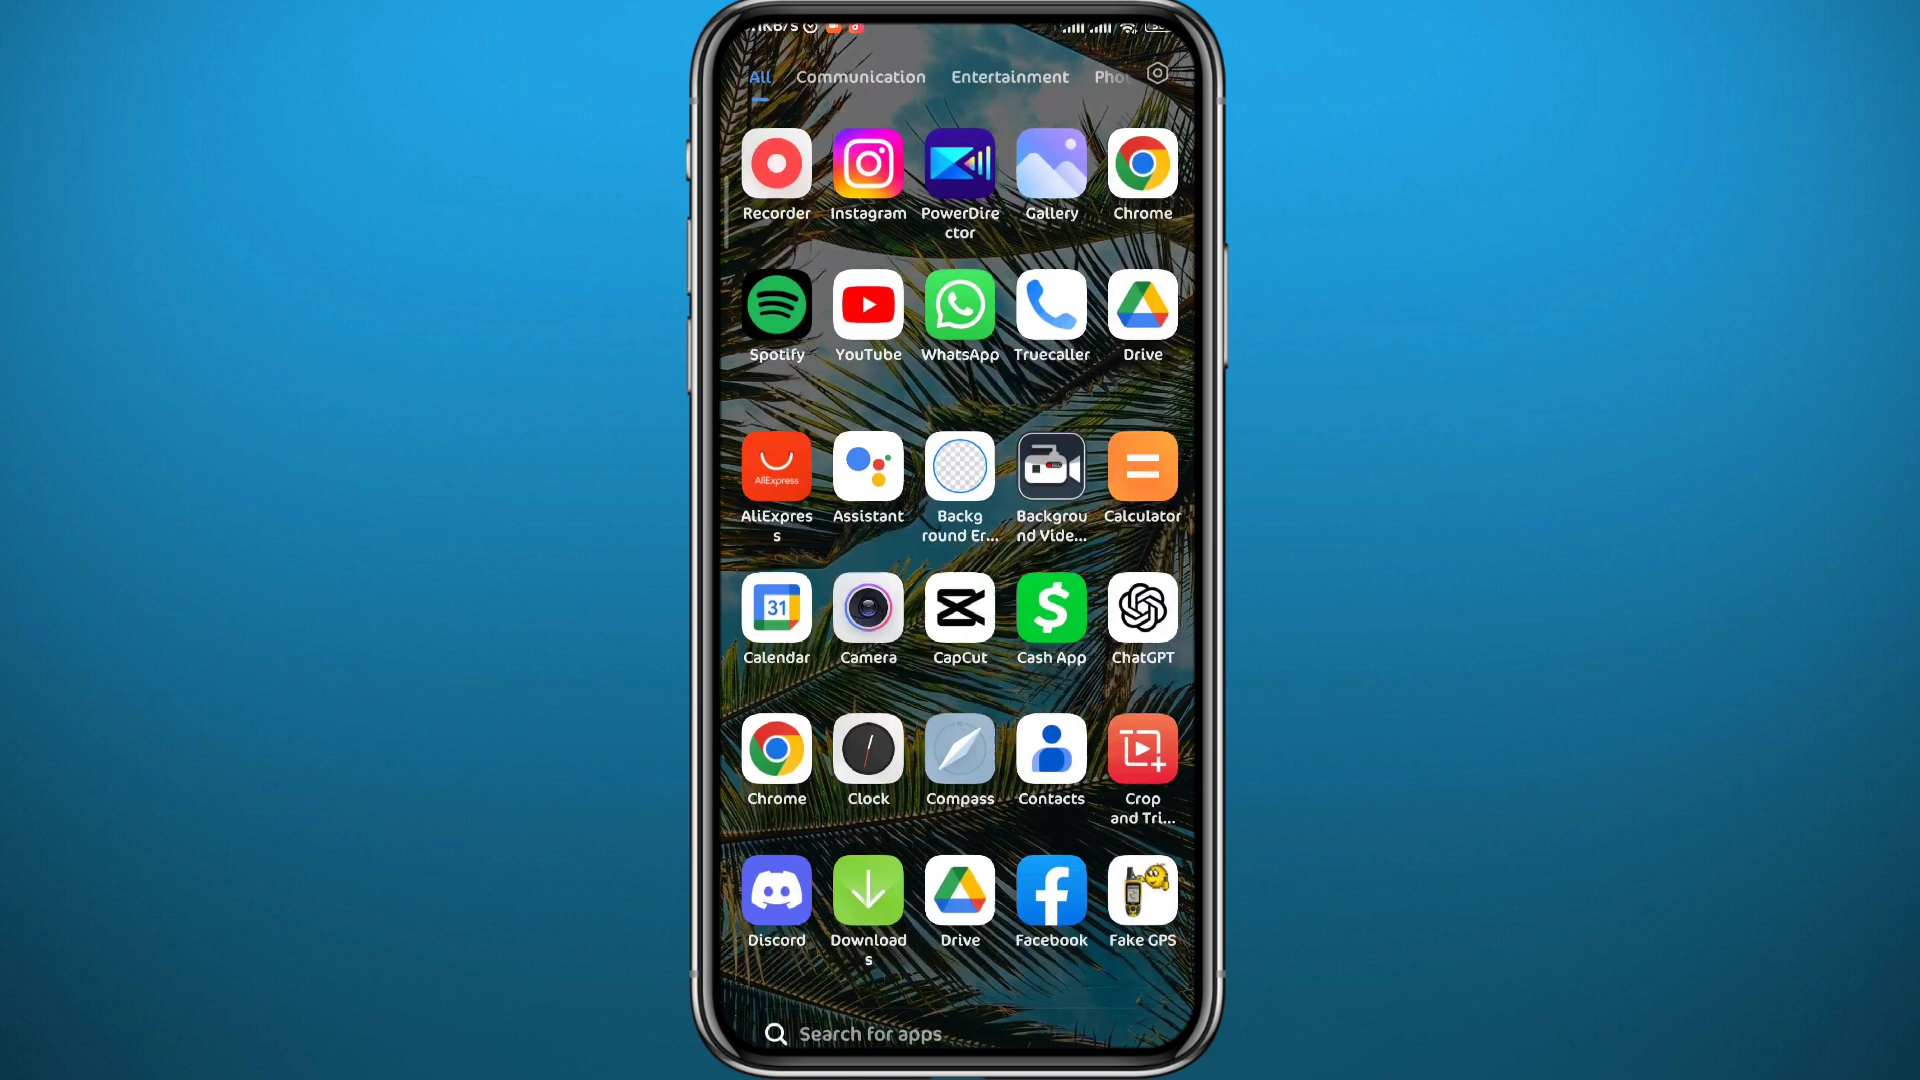 All Communication Entertainment
Recorder Instagram PowerDire Gallery Chrome
ctor
Spotify YouTube WhatsApp Truecaller Drive
AliExpress
AliExpres Assistant Backg Backgrou Calculator
s round Er... nd Vide...
31
Calendar Camera CapCut Cash App ChatGPT
N
Chrome Clock Compass Contacts Crop
and Tri...
Discord Download Drive Facebook Fake GPS
s
Search for apps